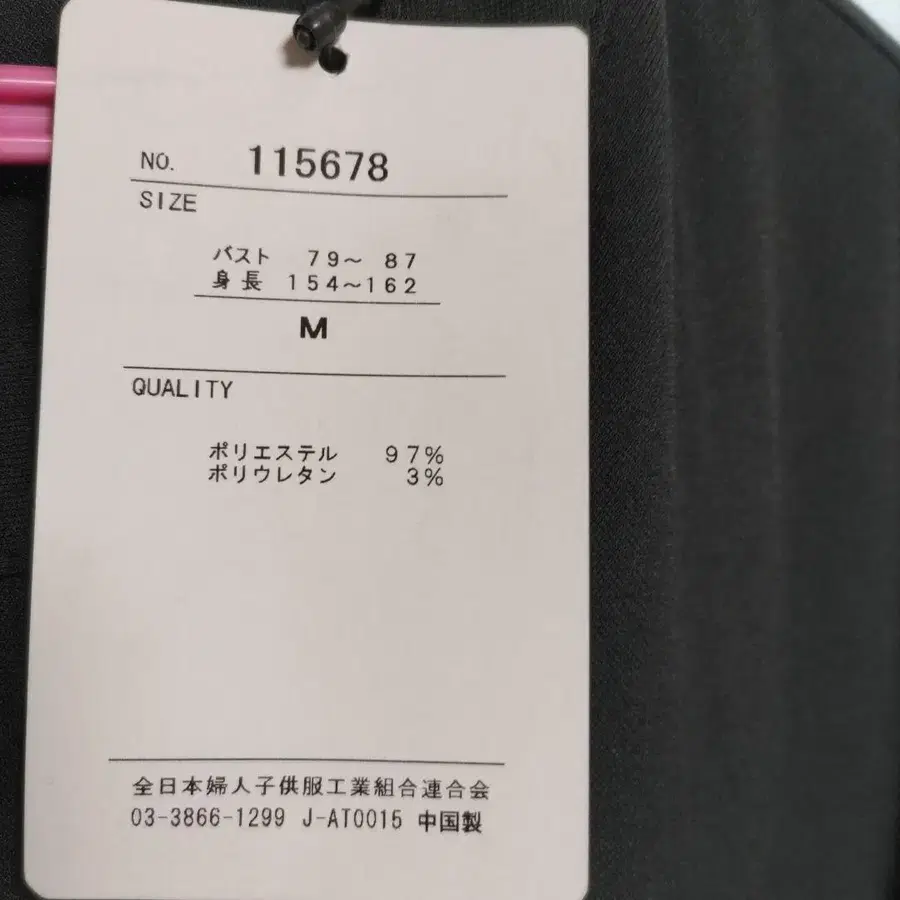 NO. 115678
SIZE
バスト 79～ 87
身長 154～162
M
QUALITY
ポリエステル 97%
ポリウレタン 3%
全日本婦人子供服工業組合連合会
03-3866-1299 J-AT0015 中国製